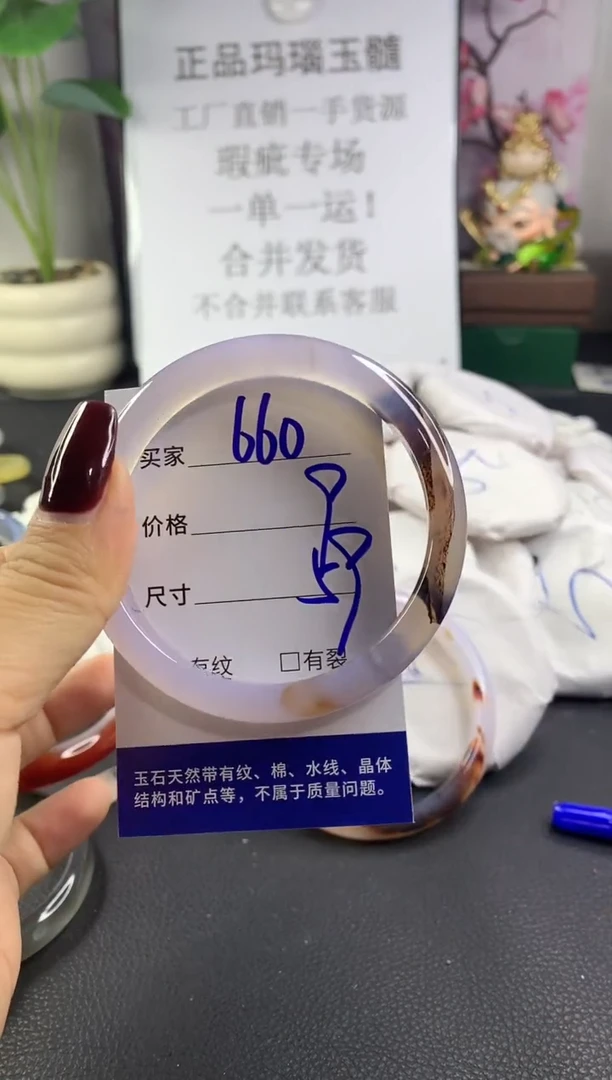 正品玛瑙玉髓
工厂直销一手货源
瑕疵专场
一单一运！
合并发货
不合并联系客服
买家 660
价格
尺寸 59
有纹 □有裂
玉石天然带有纹、棉、水线、晶体
结构和矿点等，不属于质量问题。